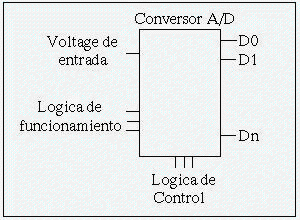 Conversor A/D
Voltage de
entrada
D0
D1
Logica de
funcionamiento
Dn
Logica de
Control